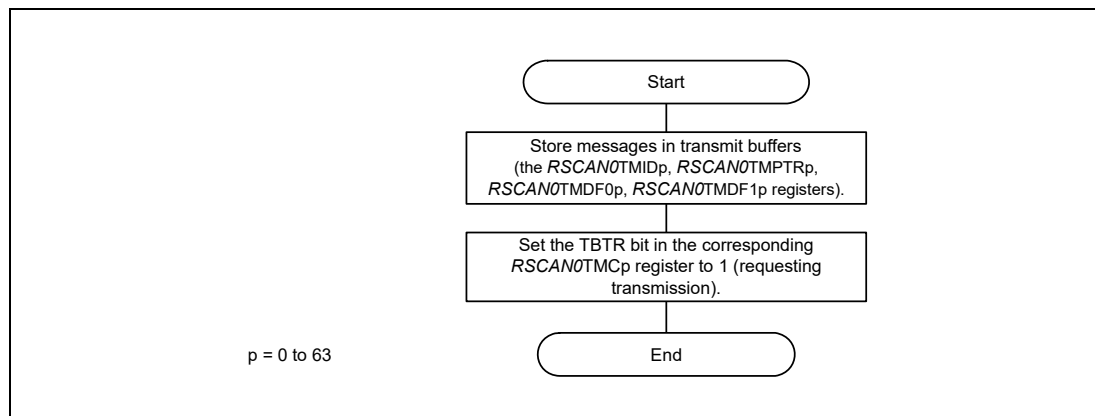 Start
Store messages in transmit buffers
(the RSCAN0TMIDp, RSCAN0TMPTRp,
RSCAN0TMDF0p, RSCAN0TMDF1p registers).
Set the TBTR bit in the corresponding
RSCAN0TMCp register to 1 (requesting
transmission).
p = 0 to 63
End